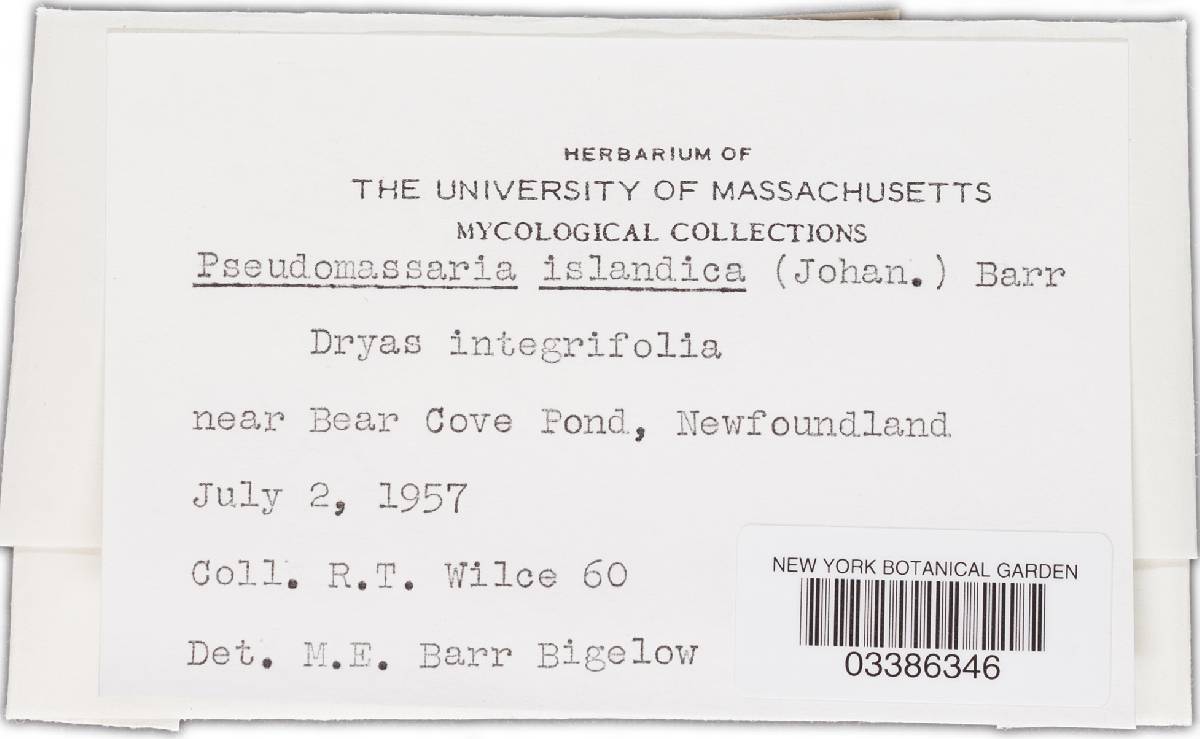 HERBARIUM OF
THE UNIVERSITY OF MASSACHUSETTS
MYCOLOGICAL COLLECTIONS
Pseudomassaria islandica (Johan.) Barr
Dryas integrifolia
near Bear Cove Pond, Newfoundland
July 2, 1957
Coll. R.T. Wilce 60
Det. M.E. Barr Bigelow
NEW YORK BOTANICAL GARDEN
03386346